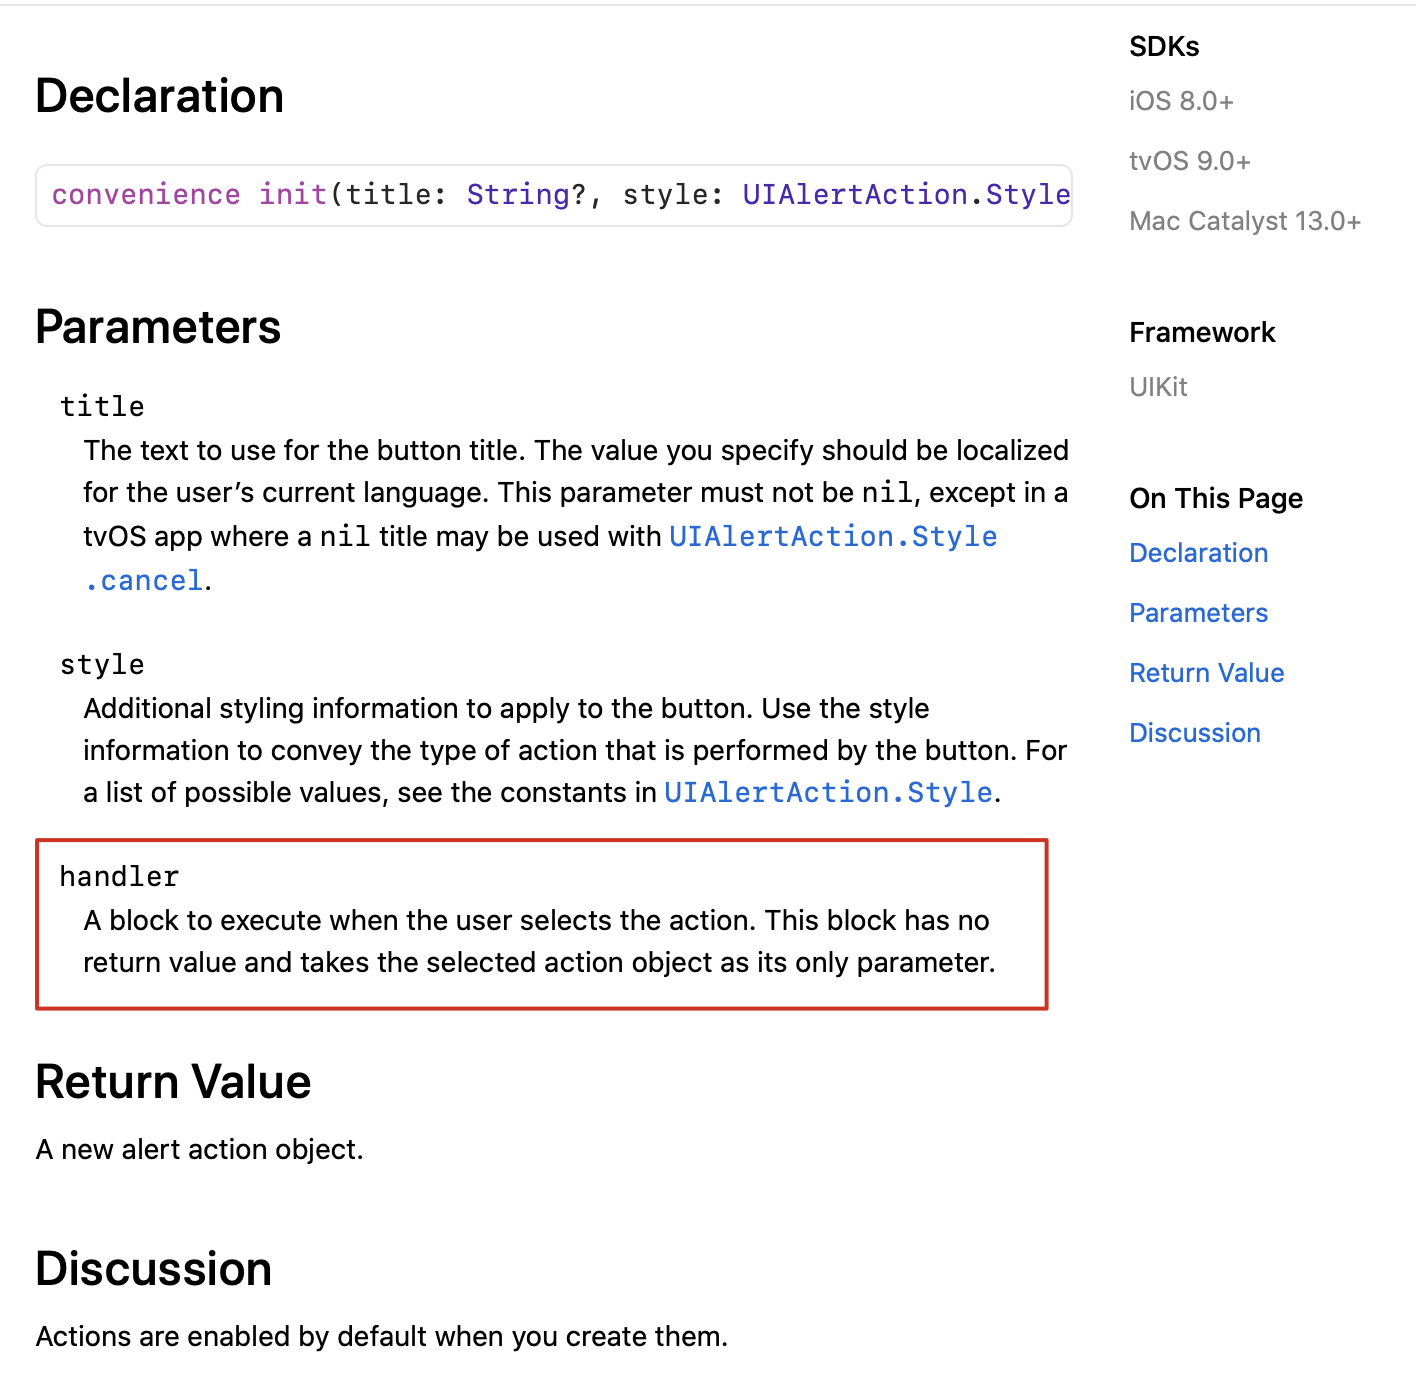 Declaration
convenience init(title: String?, style: UIAlertAction.Style
Parameters
title
The text to use for the button title. The value you specify should be localized
for the user’s current language. This parameter must not be nil, except in a
tvOS app where a nil title may be used with UIAlertAction.Style
.cancel.
style
Additional styling information to apply to the button. Use the style
information to convey the type of action that is performed by the button. For
a list of possible values, see the constants in UIAlertAction.Style.
handler
A block to execute when the user selects the action. This block has no
return value and takes the selected action object as its only parameter.
Return Value
A new alert action object.
Discussion
Actions are enabled by default when you create them.
SDKs
iOS 8.0+
tvOS 9.0+
Mac Catalyst 13.0+
Framework
UIKit
On This Page
Declaration
Parameters
Return Value
Discussion